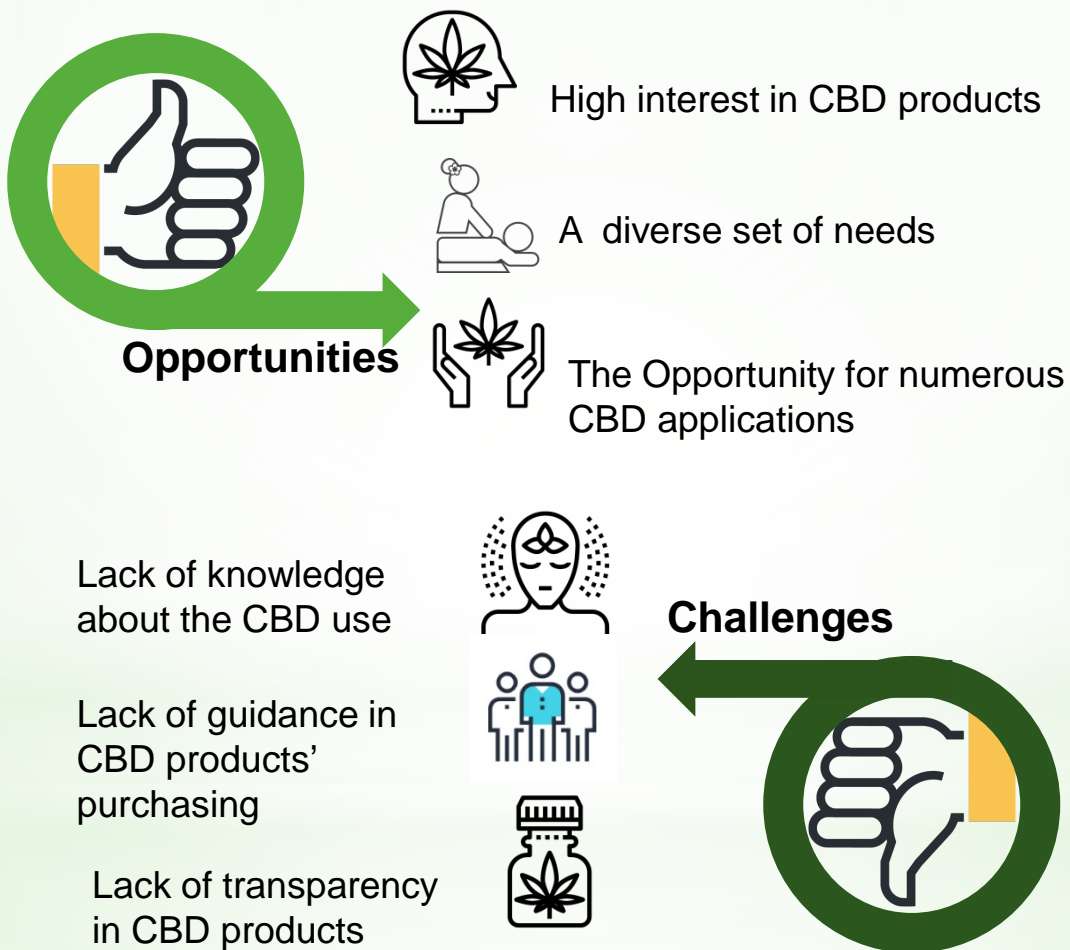 High interest in CBD products
A diverse set of needs
Opportunities
The Opportunity for numerous
CBD applications
Lack of knowledge
about the CBD use
Challenges
Lack of guidance in
CBD products’
purchasing
Lack of transparency
in CBD products